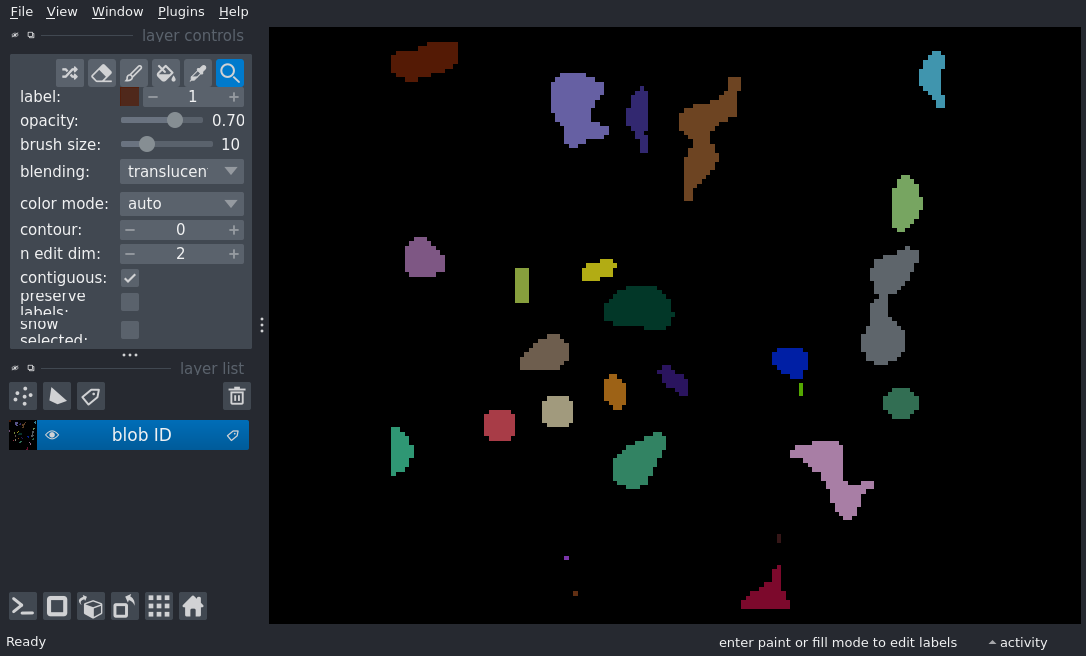 File View Window Plugins Help
layer controls
label: 1
opacity: 0.70
brush size: 10
blending: translucen
color mode: auto
contour: 0
n edit dim: 2
contiguous:
preserve
labels:
show
selected:
layer list
blob ID
Ready
enter paint or fill mode to edit labels
activity